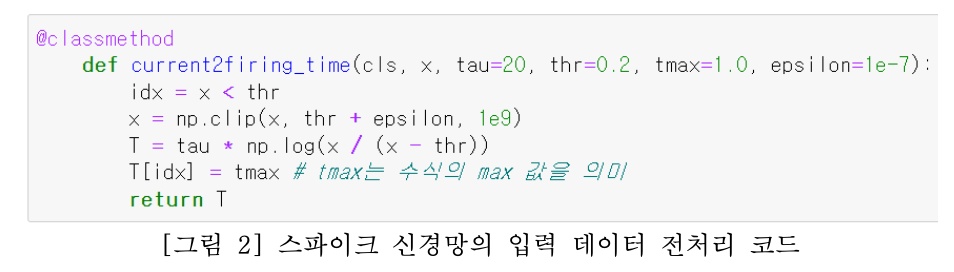 @classmethod
def current2firing_time(cls, x, tau=20, thr=0.2, tmax=1.0, epsilon=1e-7):
idx = x < thr
x = np.clip(x, thr + epsilon, 1e9)
T = tau * np.log(x / (x - thr))
T[idx] = tmax # tmax는 수식의 max 값을 의미
return T
[그림 2] 스파이크 신경망의 입력 데이터 전처리 코드